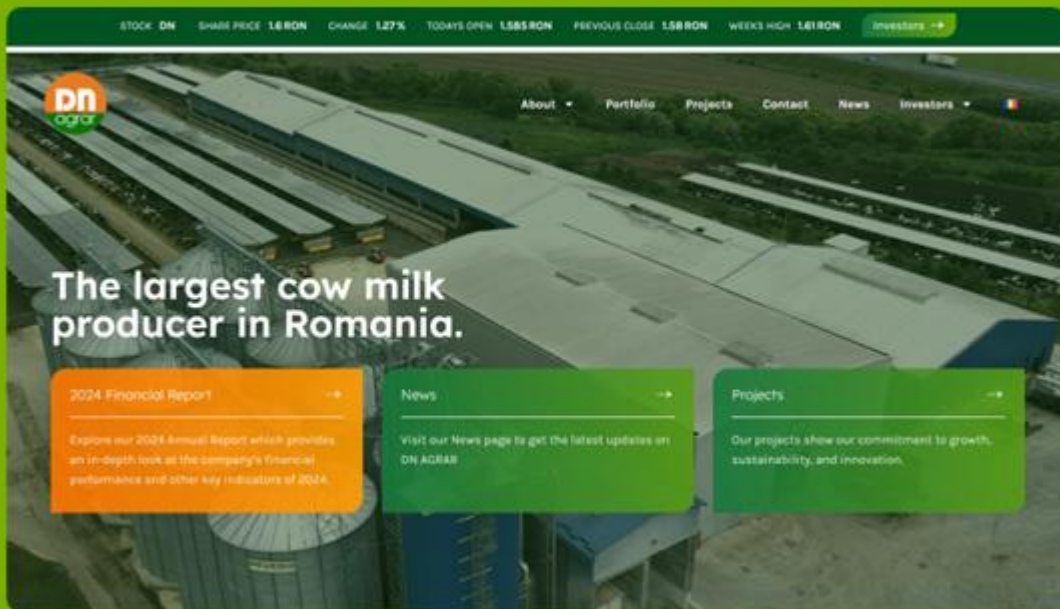 STOCK DN SHARE PRICE 1.6 RON CHANGE 1.27% TODAYS OPEN 1.585 RON PREVIOUS CLOSE 1.58 RON WEEKS HIGH 1.61 RON Investors →
DN
agrar
About Portfolio Projects Contact News Investors
The largest cow milk
producer in Romania.
2024 Financial Report →
Explore our 2024 Annual Report which provides
an in-depth look at the company's financial
performance and other key indicators of 2024.
News →
Visit our News page to get the latest updates on
DN AGRAR
Projects →
Our projects show our commitment to growth,
sustainability, and innovation.